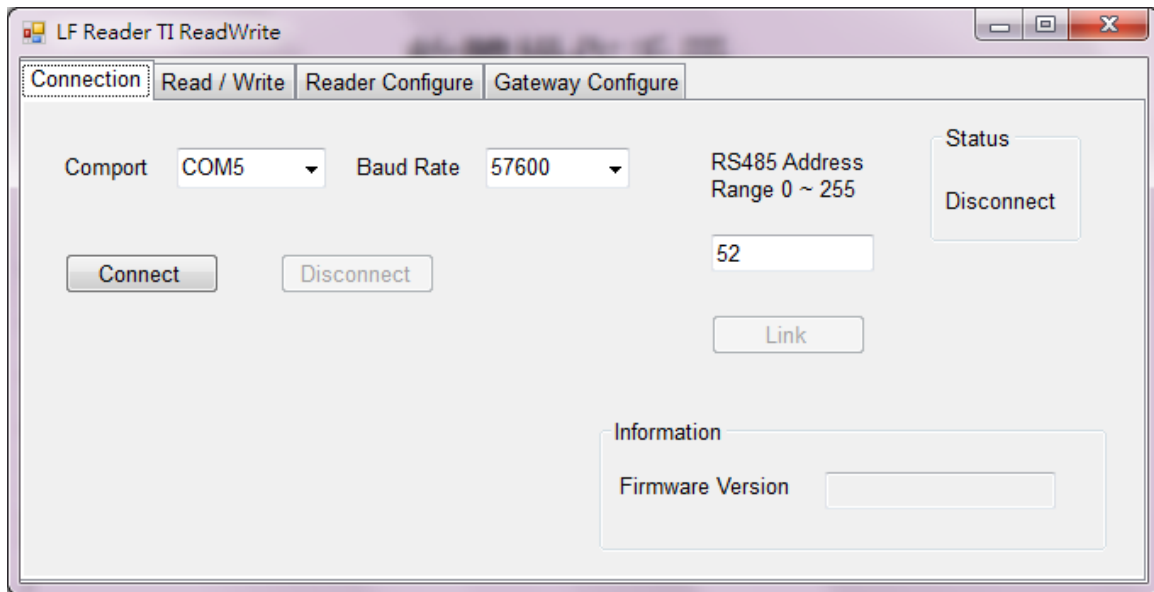 LF Reader TI ReadWrite
Connection Read / Write Reader Configure Gateway Configure
Comport COM5 Baud Rate 57600
RS485 Address
Range 0 ~ 255
52
Status
Disconnect
Connect Disconnect
Link
Information
Firmware Version